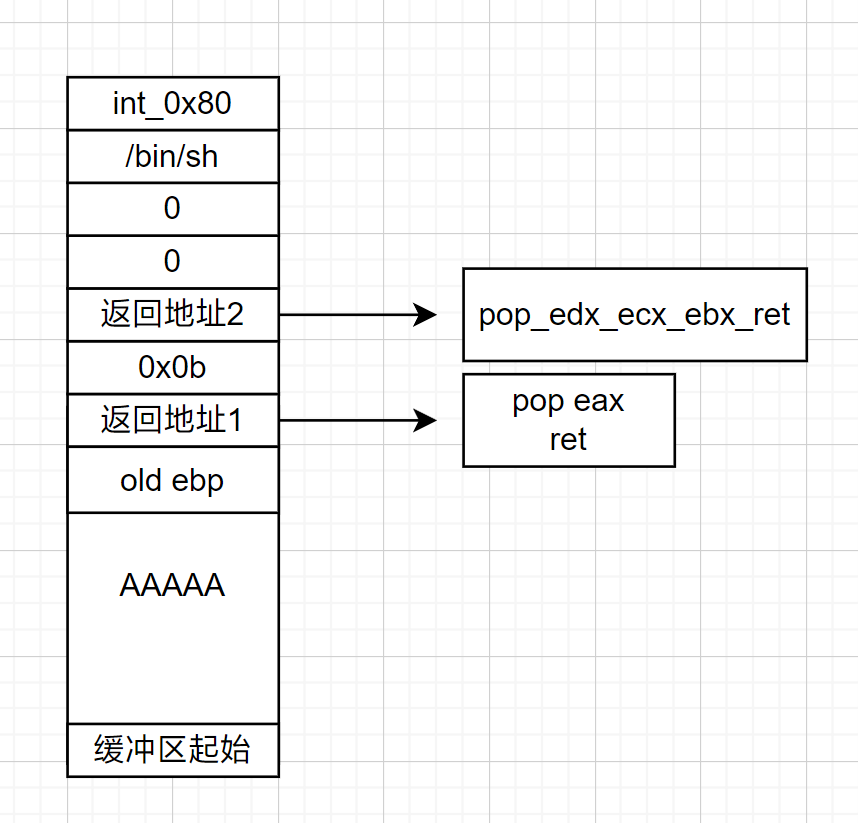 int_0x80
/bin/sh
0
0
返回地址2
pop_edx_ecx_ebx_ret
0x0b
返回地址1
pop eax
ret
old ebp
AAAAA
缓冲区起始